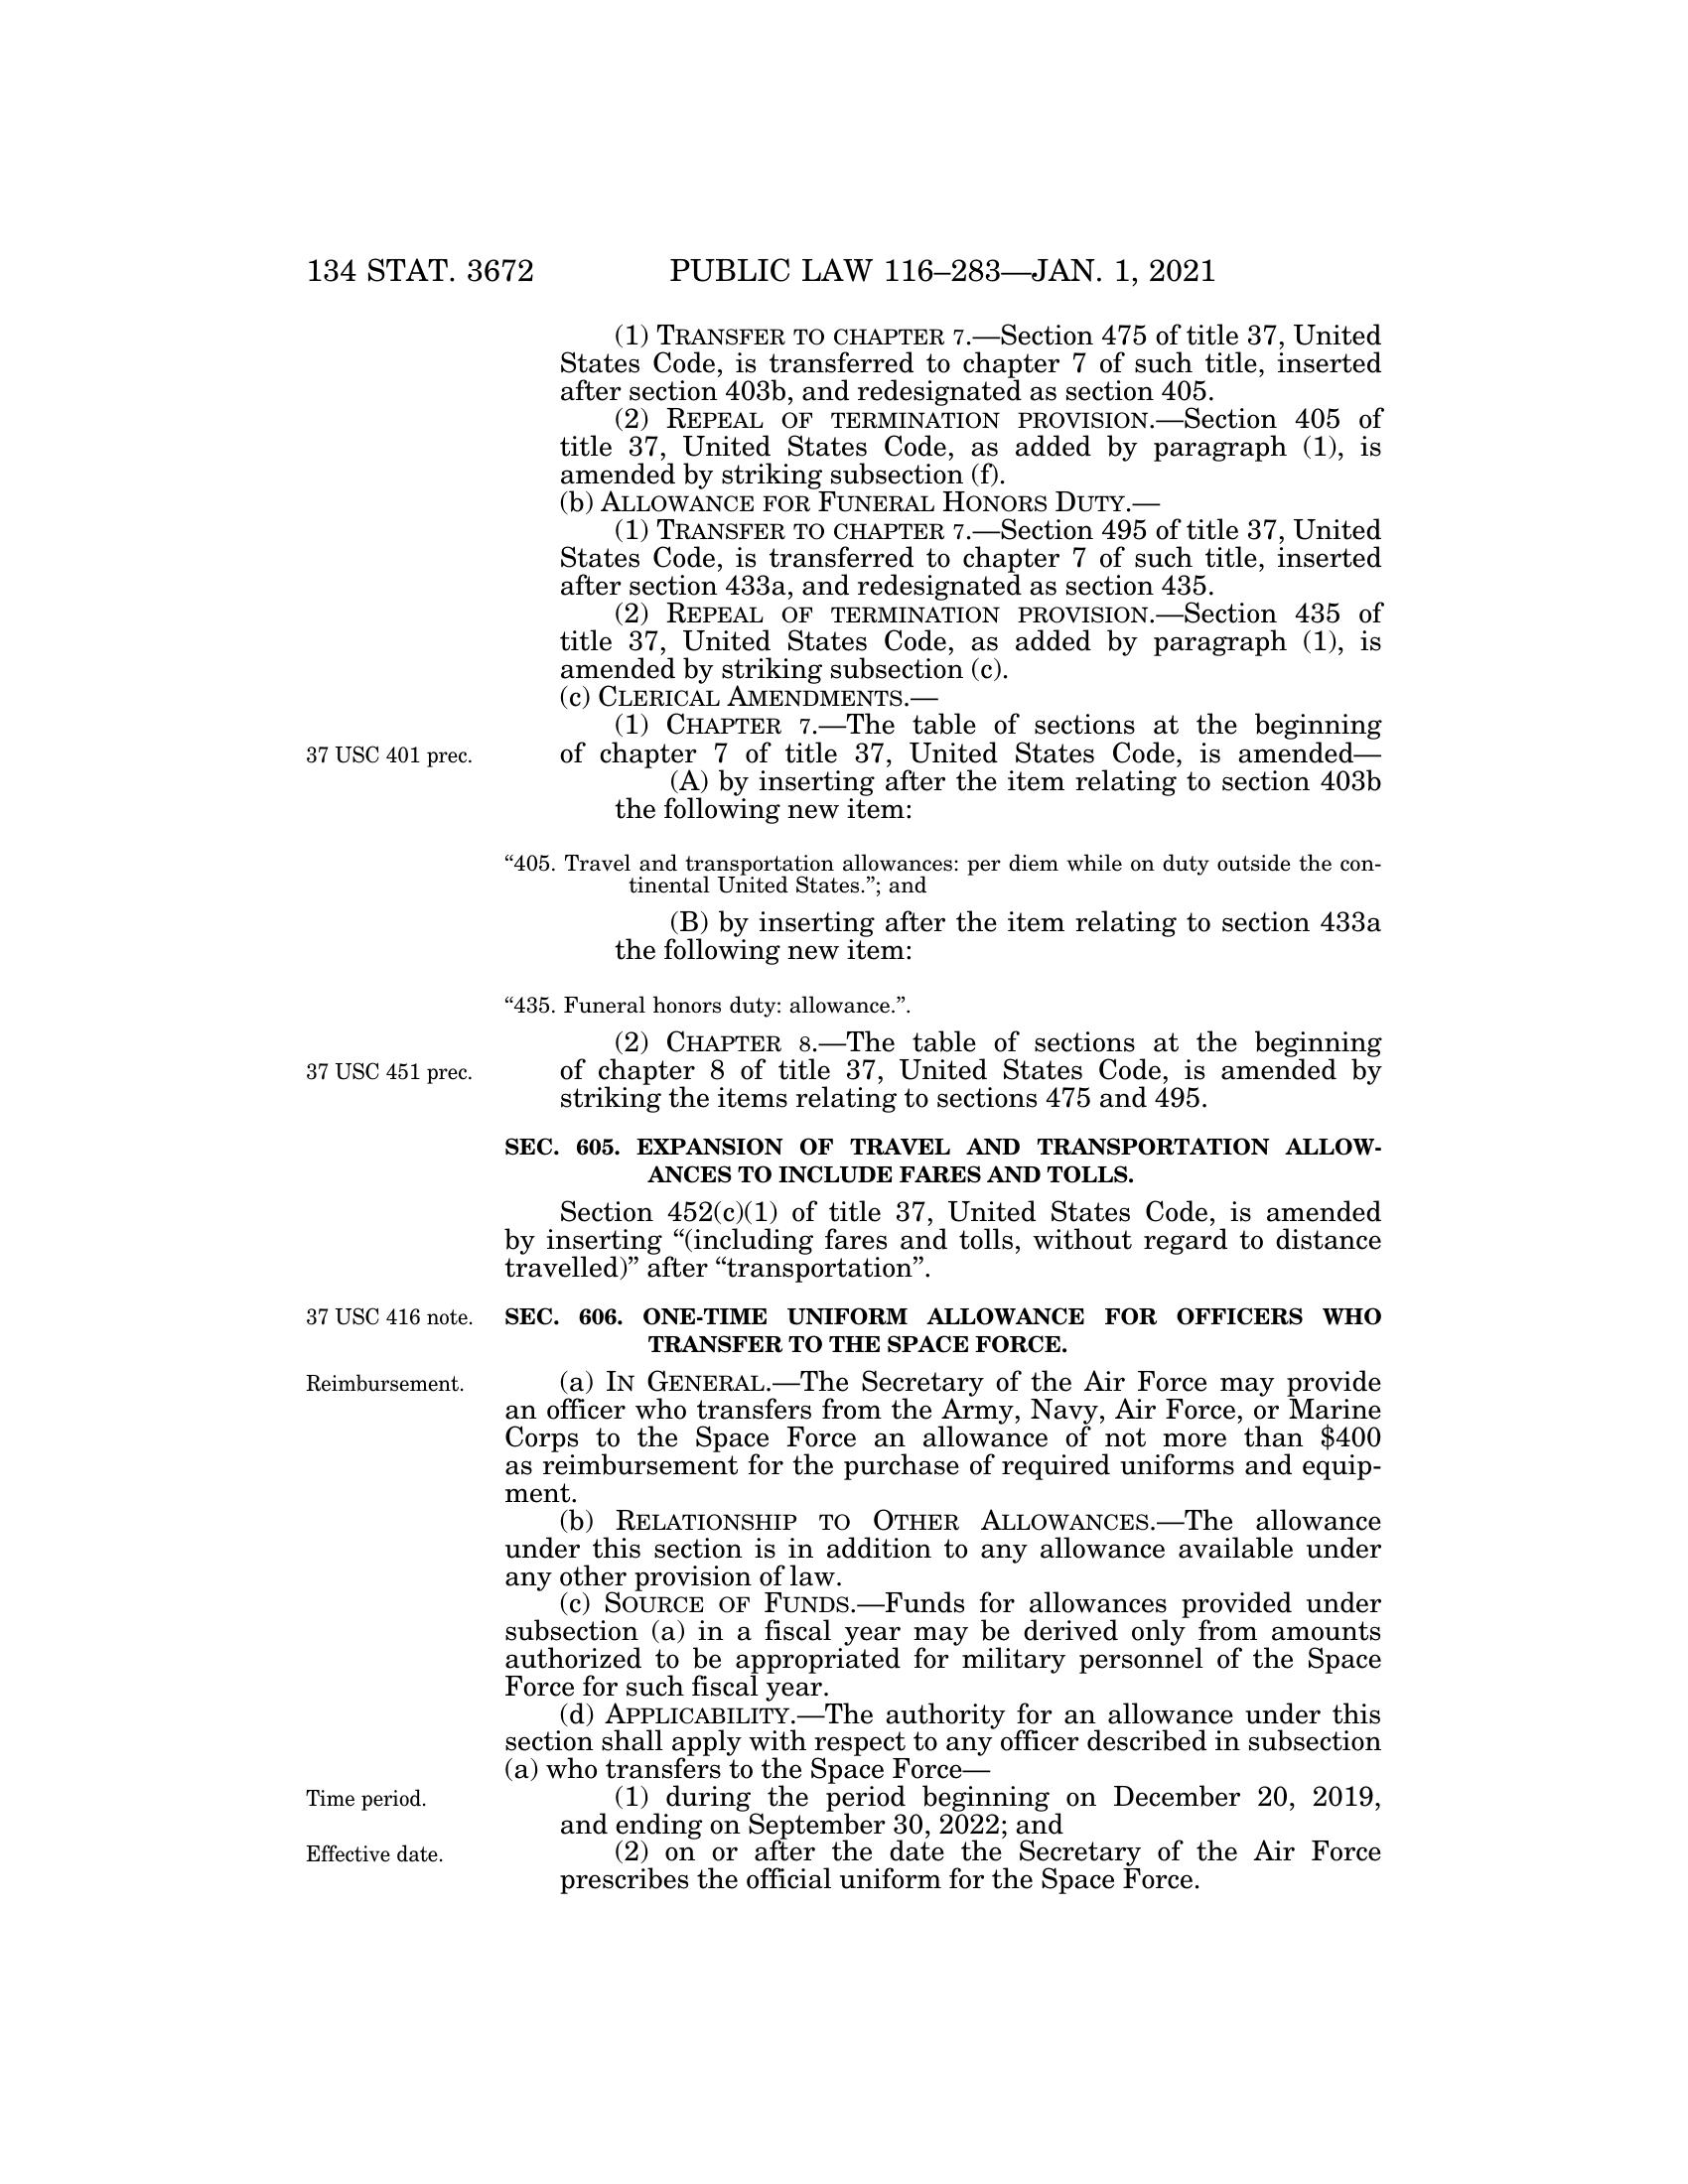 134 STAT. 3672 PUBLIC LAW 116–283—JAN. 1, 2021
(1) TRANSFER TO CHAPTER 7.—Section 475 of title 37, United
States Code, is transferred to chapter 7 of such title, inserted
after section 403b, and redesignated as section 405.
(2) REPEAL OF TERMINATION PROVISION.—Section 405 of
title 37, United States Code, as added by paragraph (1), is
amended by striking subsection (f).
(b) ALLOWANCE FOR FUNERAL HONORS DUTY.—
(1) TRANSFER TO CHAPTER 7.—Section 495 of title 37, United
States Code, is transferred to chapter 7 of such title, inserted
after section 433a, and redesignated as section 435.
(2) REPEAL OF TERMINATION PROVISION.—Section 435 of
title 37, United States Code, as added by paragraph (1), is
amended by striking subsection (c).
(c) CLERICAL AMENDMENTS.—
(1) CHAPTER 7.—The table of sections at the beginning
37 USC 401 prec.
of chapter 7 of title 37, United States Code, is amended—
(A) by inserting after the item relating to section 403b
the following new item:
“405. Travel and transportation allowances: per diem while on duty outside the con-
tinental United States.”; and
(B) by inserting after the item relating to section 433a
the following new item:
“435. Funeral honors duty: allowance.”.
(2) CHAPTER 8.—The table of sections at the beginning
37 USC 451 prec.
of chapter 8 of title 37, United States Code, is amended by
striking the items relating to sections 475 and 495.
SEC. 605. EXPANSION OF TRAVEL AND TRANSPORTATION ALLOW-
ANCES TO INCLUDE FARES AND TOLLS.
Section 452(c)(1) of title 37, United States Code, is amended
by inserting “(including fares and tolls, without regard to distance
travelled)” after “transportation”.
37 USC 416 note.
SEC. 606. ONE-TIME UNIFORM ALLOWANCE FOR OFFICERS WHO
TRANSFER TO THE SPACE FORCE.
Reimbursement.
(a) IN GENERAL.—The Secretary of the Air Force may provide
an officer who transfers from the Army, Navy, Air Force, or Marine
Corps to the Space Force an allowance of not more than $400
as reimbursement for the purchase of required uniforms and equip-
ment.
(b) RELATIONSHIP TO OTHER ALLOWANCES.—The allowance
under this section is in addition to any allowance available under
any other provision of law.
(c) SOURCE OF FUNDS.—Funds for allowances provided under
subsection (a) in a fiscal year may be derived only from amounts
authorized to be appropriated for military personnel of the Space
Force for such fiscal year.
(d) APPLICABILITY.—The authority for an allowance under this
section shall apply with respect to any officer described in subsection
(a) who transfers to the Space Force—
Time period.
(1) during the period beginning on December 20, 2019,
and ending on September 30, 2022; and
Effective date.
(2) on or after the date the Secretary of the Air Force
prescribes the official uniform for the Space Force.